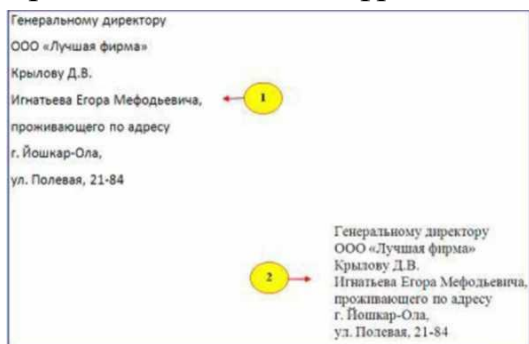 Генеральному директору
ООО «Лучшая фирма»
Крылову Д.В.
Игнатьева Егора Мефодьевича,
проживающего по адресу
г. Йошкар-Ола,
ул. Полевая, 21-84
1
2
Генеральному директору
ООО «Лучшая фирма»
Крылову Д.В.
Игнатьева Егора Мефодьевича,
проживающего по адресу
г. Йошкар-Ола,
ул. Полевая, 21-84